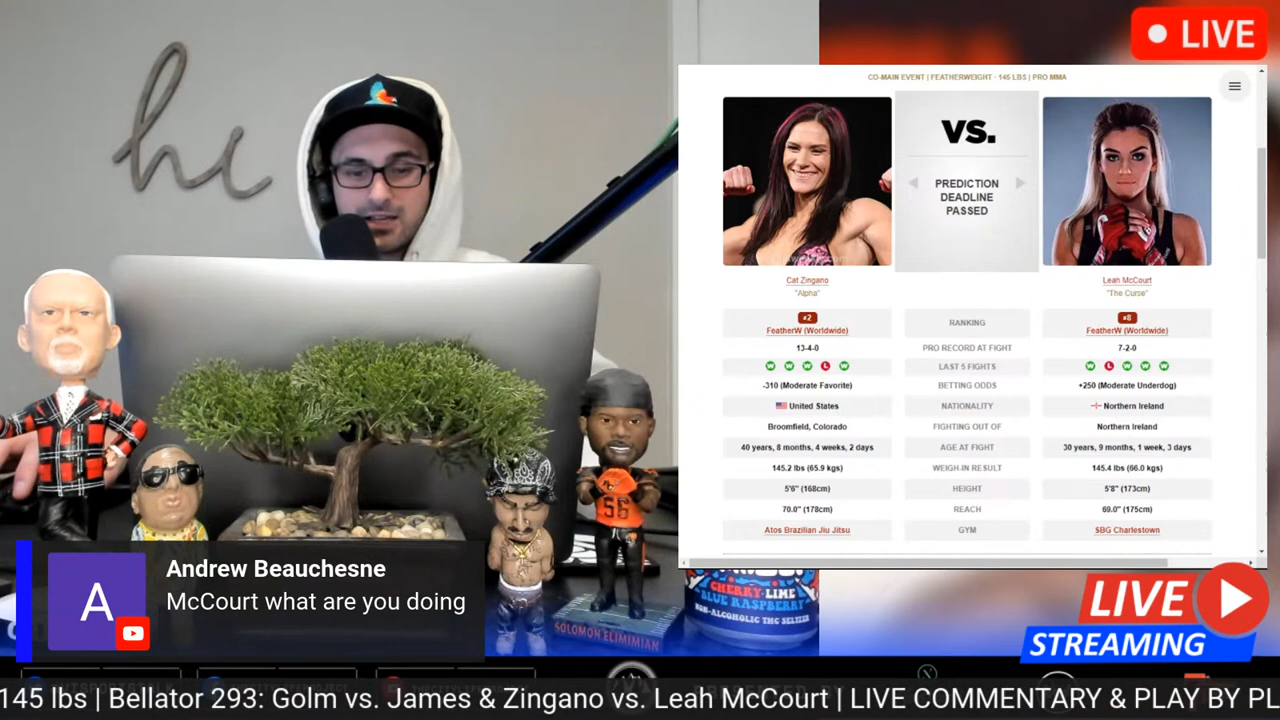 LIVE
hi
CO-MAIN EVENT | FEATHERWEIGHT · 145 LBS | PRO MMA
VS.
PREDICTION
DEADLINE
PASSED
Cat Zingano
"Alpha"
Leah McCourt
"The Curse"
#2
FeatherW (Worldwide)
RANKING
#8
FeatherW (Worldwide)
13-4-0
PRO RECORD AT FIGHT
7-2-0
W W W L W
LAST 5 FIGHTS
W L W W W
-310 (Moderate Favorite)
BETTING ODDS
+250 (Moderate Underdog)
United States
NATIONALITY
Northern Ireland
Broomfield, Colorado
FIGHTING OUT OF
Northern Ireland
40 years, 8 months, 4 weeks, 2 days
AGE AT FIGHT
30 years, 9 months, 1 week, 3 days
145.2 lbs (65.9 kgs)
WEIGH-IN RESULT
145.4 lbs (66.0 kgs)
5'6" (168cm)
HEIGHT
5'8" (173cm)
70.0" (178cm)
REACH
69.0" (175cm)
Atos Brazilian Jiu Jitsu
GYM
SBG Charlestown
56
A
Andrew Beauchesne
McCourt what are you doing
SOLOMON ELIMIMIAN
CHERRY-LIME
BLUE RASPBERRY
NON-ALCOHOLIC THC SELTZER
LIVE
STREAMING
145 lbs | Bellator 293: Golm vs. James & Zingano vs. Leah McCourt | LIVE COMMENTARY & PLAY BY PL